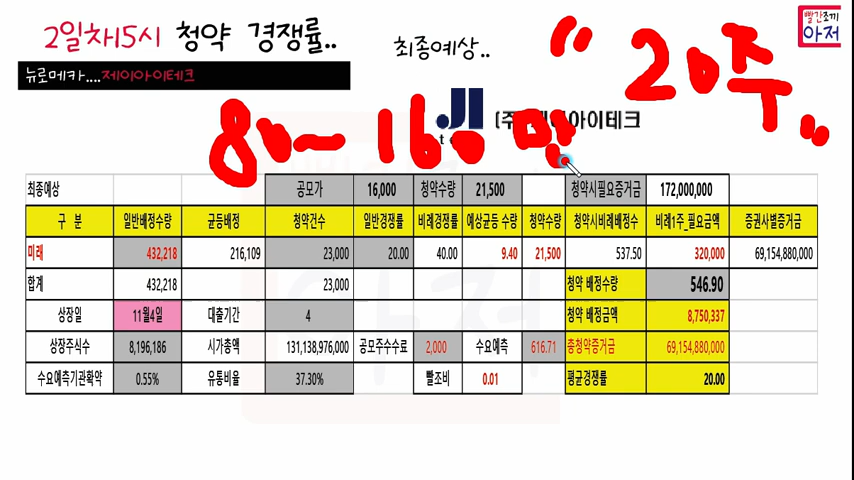 2일차15시 청약 경쟁률..
최종예상..
빨간조끼
아저
뉴로메카....제이아이테크
" 20주 "
80~160만
JI
[주] 아이테크
최종예상 공모가 16,000 청약수량 21,500 청약시필요증거금 172,000,000
구 분 일반배정수량 균등배정 청약건수 일반경쟁률 비례경쟁률 예상균등 수량 청약수량 청약시비례배정수 비례1주_필요금액 증권사별증거금
미래 432,218 216,109 23,000 20.00 40.00 9.40 21,500 537.50 320,000 69,154,880,000
합계 432,218 23,000 청약 배정수량 546.90
상장일 11월4일 대출기간 4 청약 배정금액 8,750,337
상장주식수 8,196,186 시가총액 131,138,976,000 공모주수수료 2,000 수요예측 616.71 총청약증거금 69,154,880,000
수요예측기관확약 0.55% 유통비율 37.30% 빨조비 0.01 평균경쟁률 20.00